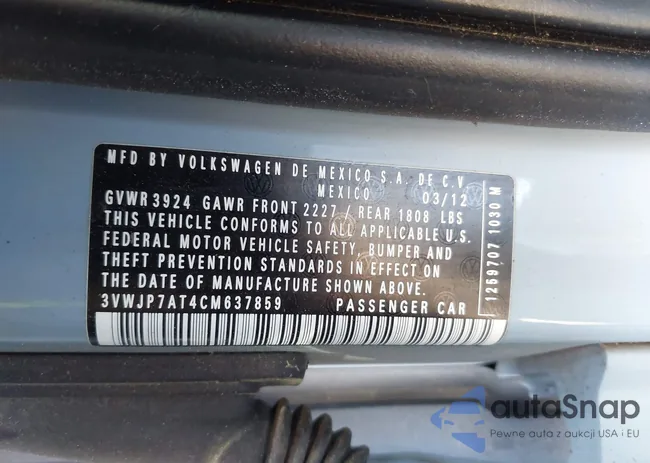 MFD BY VOLKSWAGEN DE MEXICO S.A. DE C.V
MEXICO 03/12
GVWR 3924 GAWR FRONT 2227 / REAR 1808 LBS
THIS VEHICLE CONFORMS TO ALL APPLICABLE U.S.
FEDERAL MOTOR VEHICLE SAFETY, BUMPER AND
THEFT PREVENTION STANDARDS IN EFFECT ON
THE DATE OF MANUFACTURE SHOWN ABOVE.
3VWJP7AT4CM637859 PASSENGER CAR
1269707 1030 M
autoSnap
Pewne auta z aukcji USA i EU